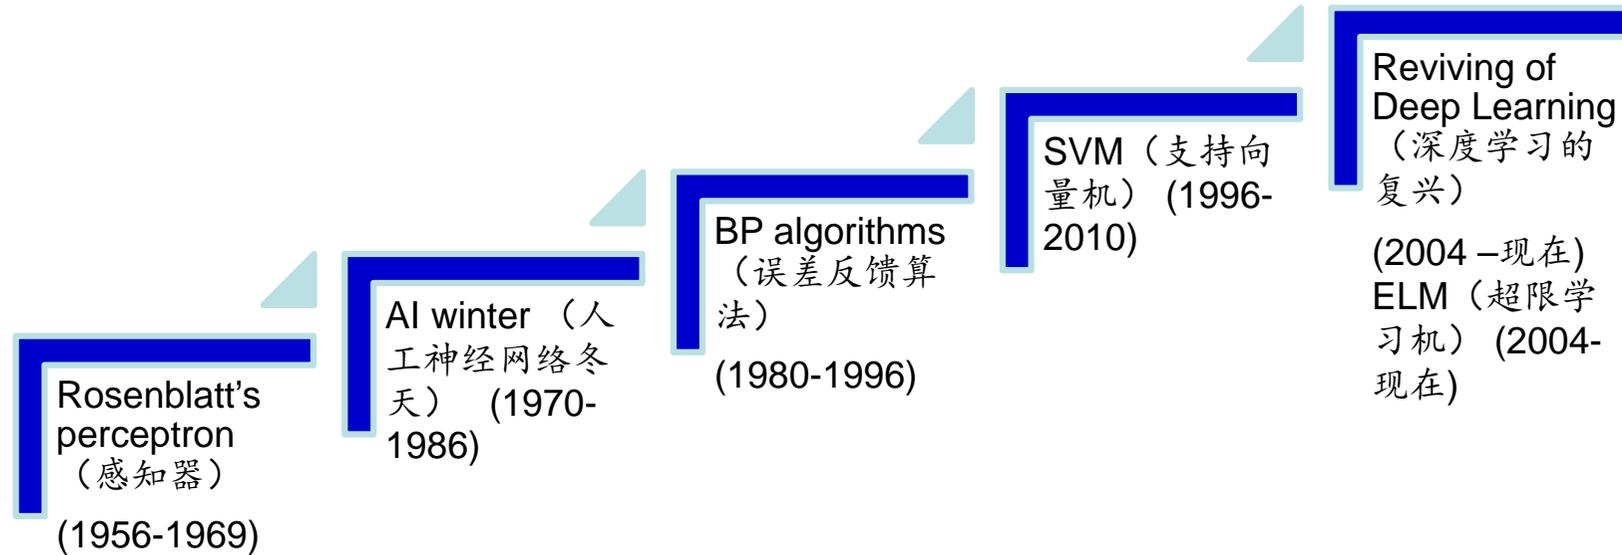 Rosenblatt’s
perceptron
（感知器）
(1956-1969)
AI winter （人
工神经网络冬
天） (1970-
1986)
BP algorithms
（误差反馈算
法）
(1980-1996)
SVM（支持向
量机） (1996-
2010)
Reviving of
Deep Learning
（深度学习的
复兴）
(2004 –现在)
ELM（超限学
习机） (2004-
现在)